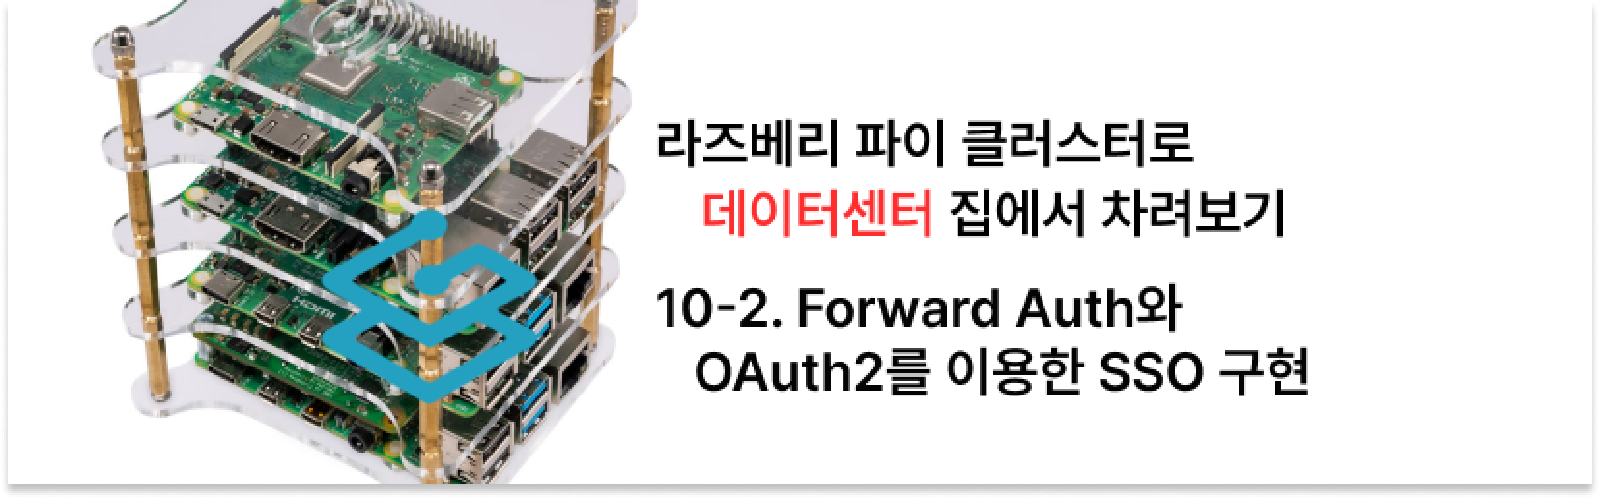 라즈베리 파이 클러스터로
데이터센터 집에서 차려보기
10-2. Forward Auth와
OAuth2를 이용한 SSO 구현